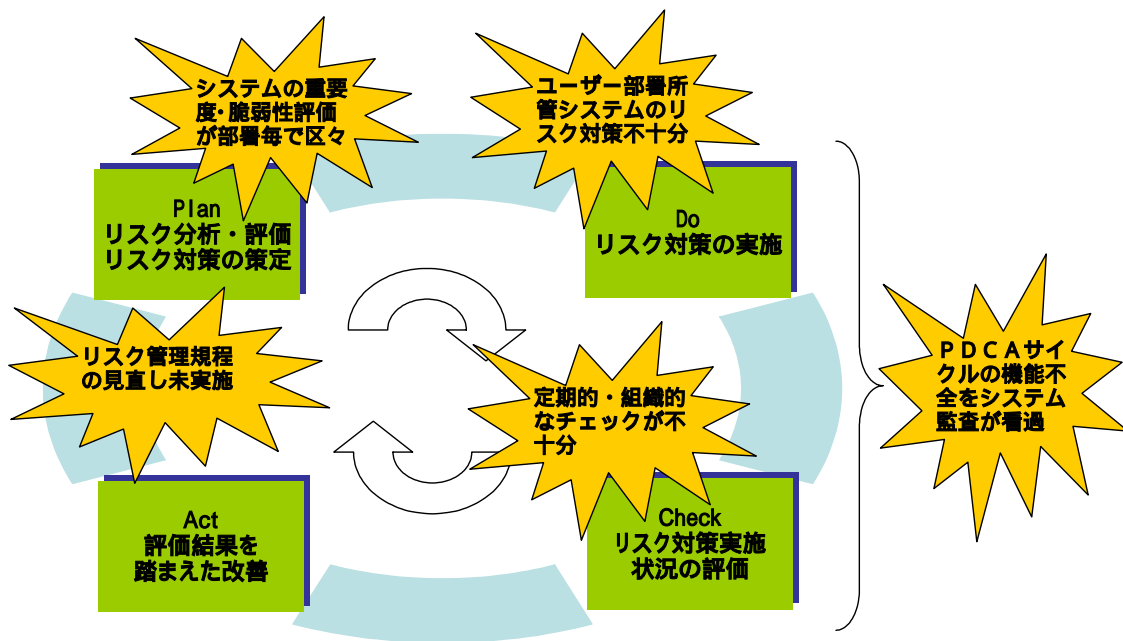 システムの重要
度・脆弱性評価
が部署毎で区々
ユーザー部署所
管システムのリ
スク対策不十分
Plan
リスク分析・評価
リスク対策の策定
Do
リスク対策の実施
リスク管理規程
の見直し未実施
定期的・組織的
なチェックが不
十分
ＰＤＣＡサイ
クルの機能不
全をシステム
監査が看過
Act
評価結果を
踏まえた改善
Check
リスク対策実施
状況の評価